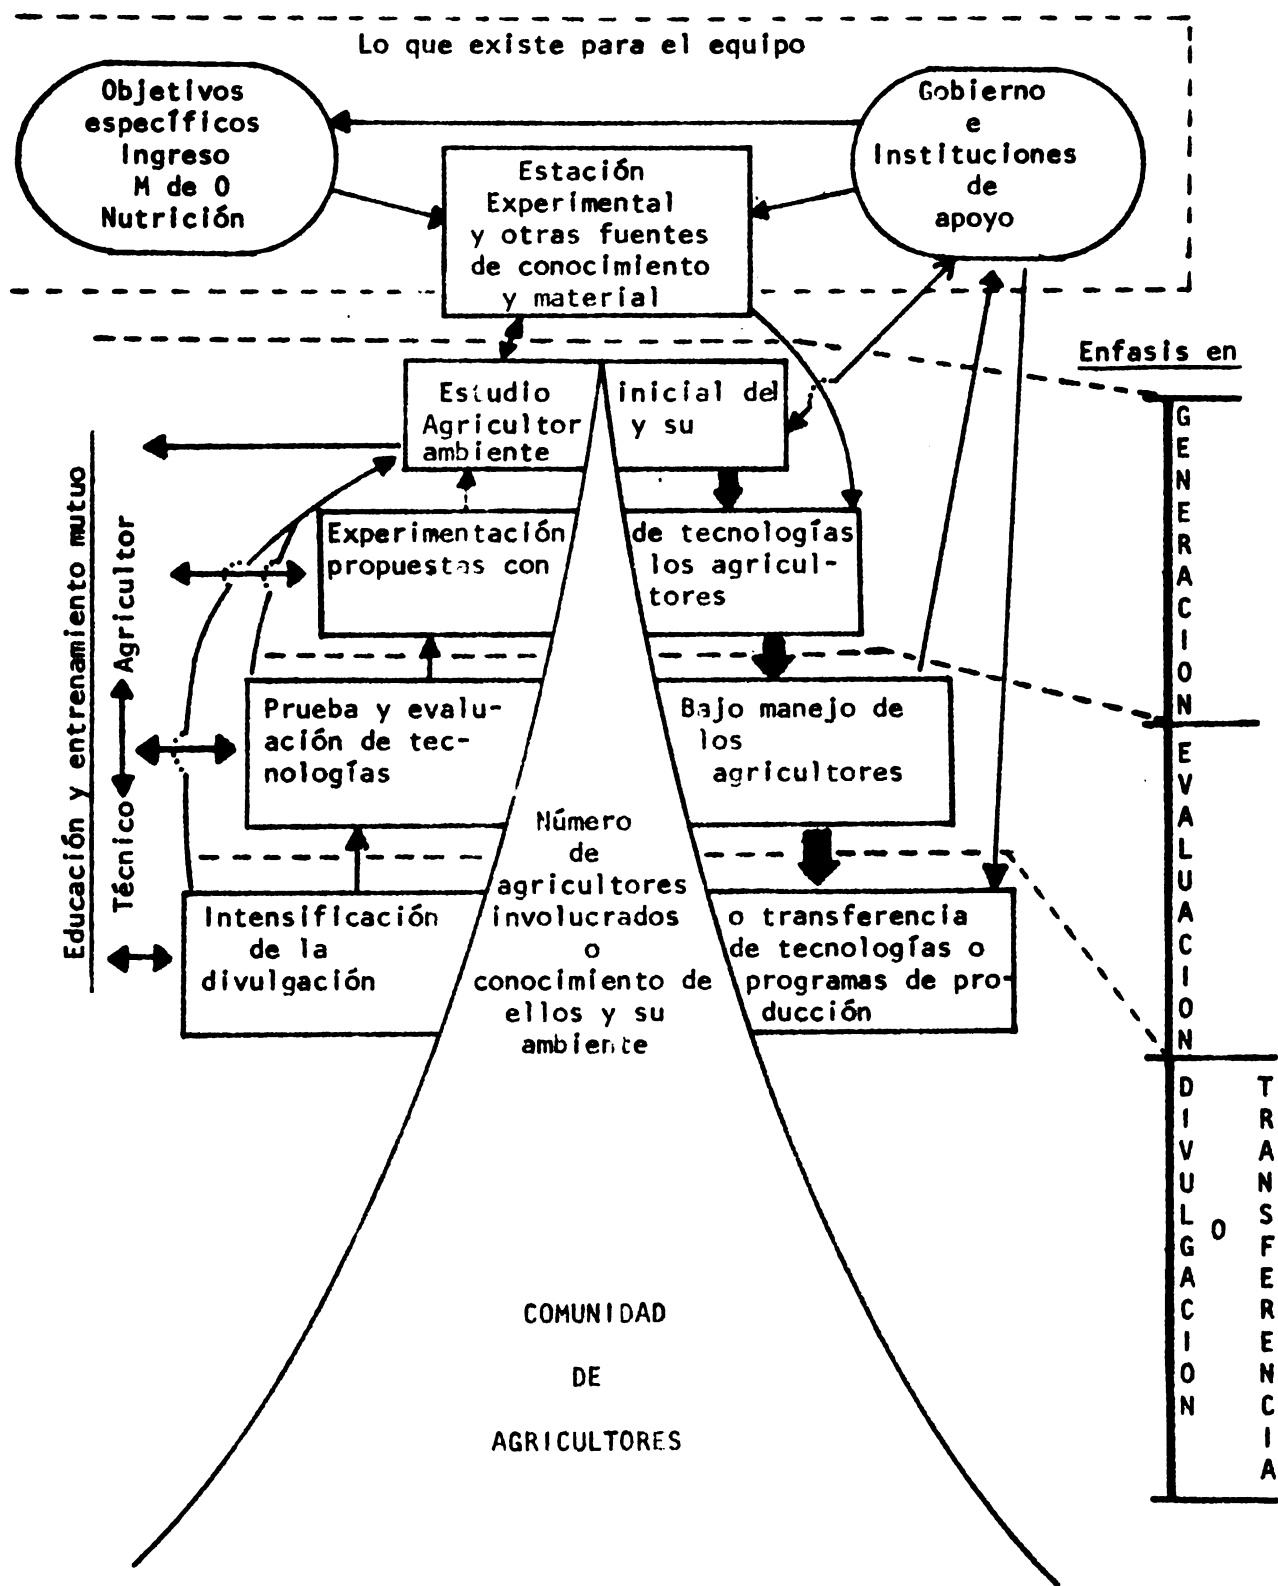 Lo que existe para el equipo
Objetivos
específicos
Ingreso
M de O
Nutrición
Gobierno
e
Instituciones
de
apoyo
Estación
Experimental
y otras fuentes
de conocimiento
y material
Enfasis en
Estudio inicial del
Agricultor y su
ambiente
Experimentación de tecnologías
propuestas con los agricul-
tores
Prueba y evalu- Bajo manejo de
ación de tec- los
nologías agricultores
Número
de
agricultores
involucrados
o
conocimiento de
ellos y su
ambiente
Intensificación o transferencia
de la de tecnologías o
divulgación programas de pro-
ducción
Educación y entrenamiento mutuo
Técnico
Agricultor
GENERACION
EVALUACION
DIVULGACION
O
TRANSFERENCIA
COMUNIDAD
DE
AGRICULTORES